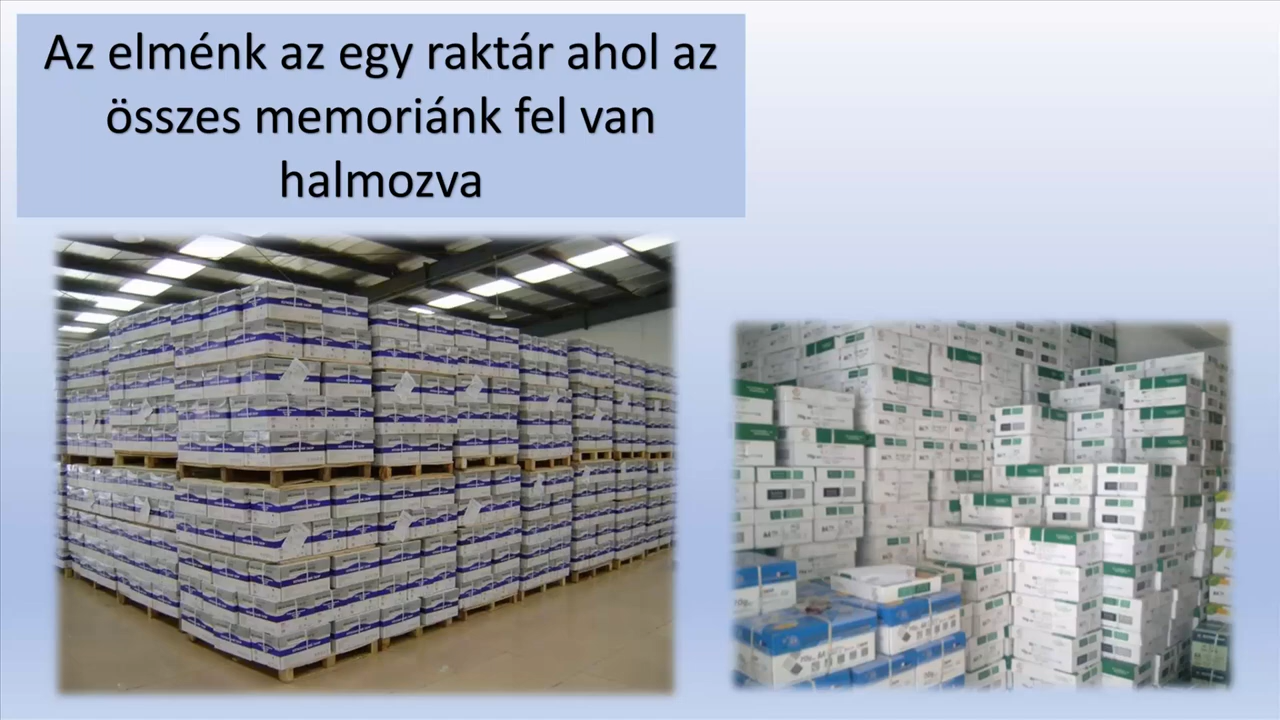 Az elménk az egy raktár ahol az
összes memoriánk fel van
halmozva